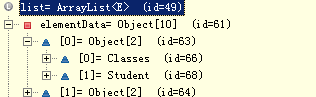 list= ArrayList<E>  (id=49)
elementData= Object[10]  (id=61)
[0]= Object[2]  (id=63)
[0]= Classes  (id=66)
[1]= Student  (id=68)
[1]= Object[2]  (id=64)